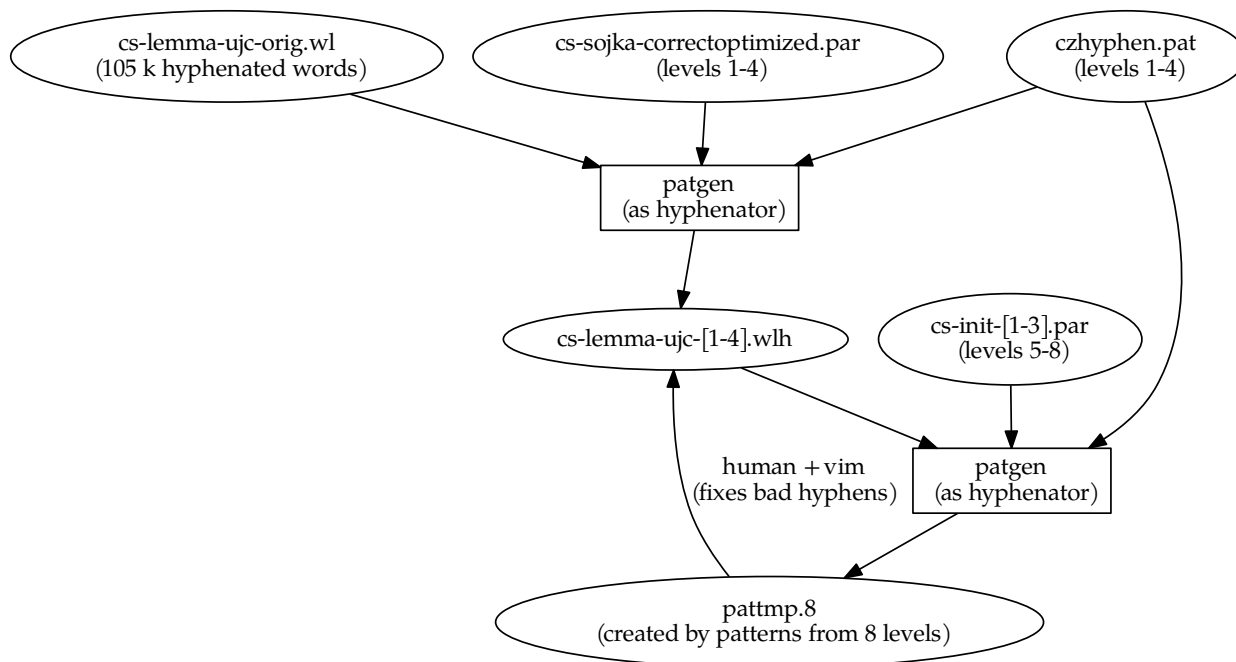 cs-lemma-ujc-orig.wl
(105 k hyphenated words)
cs-sojka-correctoptimized.par
(levels 1-4)
czhyphen.pat
(levels 1-4)
patgen
(as hyphenator)
cs-lemma-ujc-[1-4].wlh
cs-init-[1-3].par
(levels 5-8)
human + vim
(fixes bad hyphens)
patgen
(as hyphenator)
pattmp.8
(created by patterns from 8 levels)